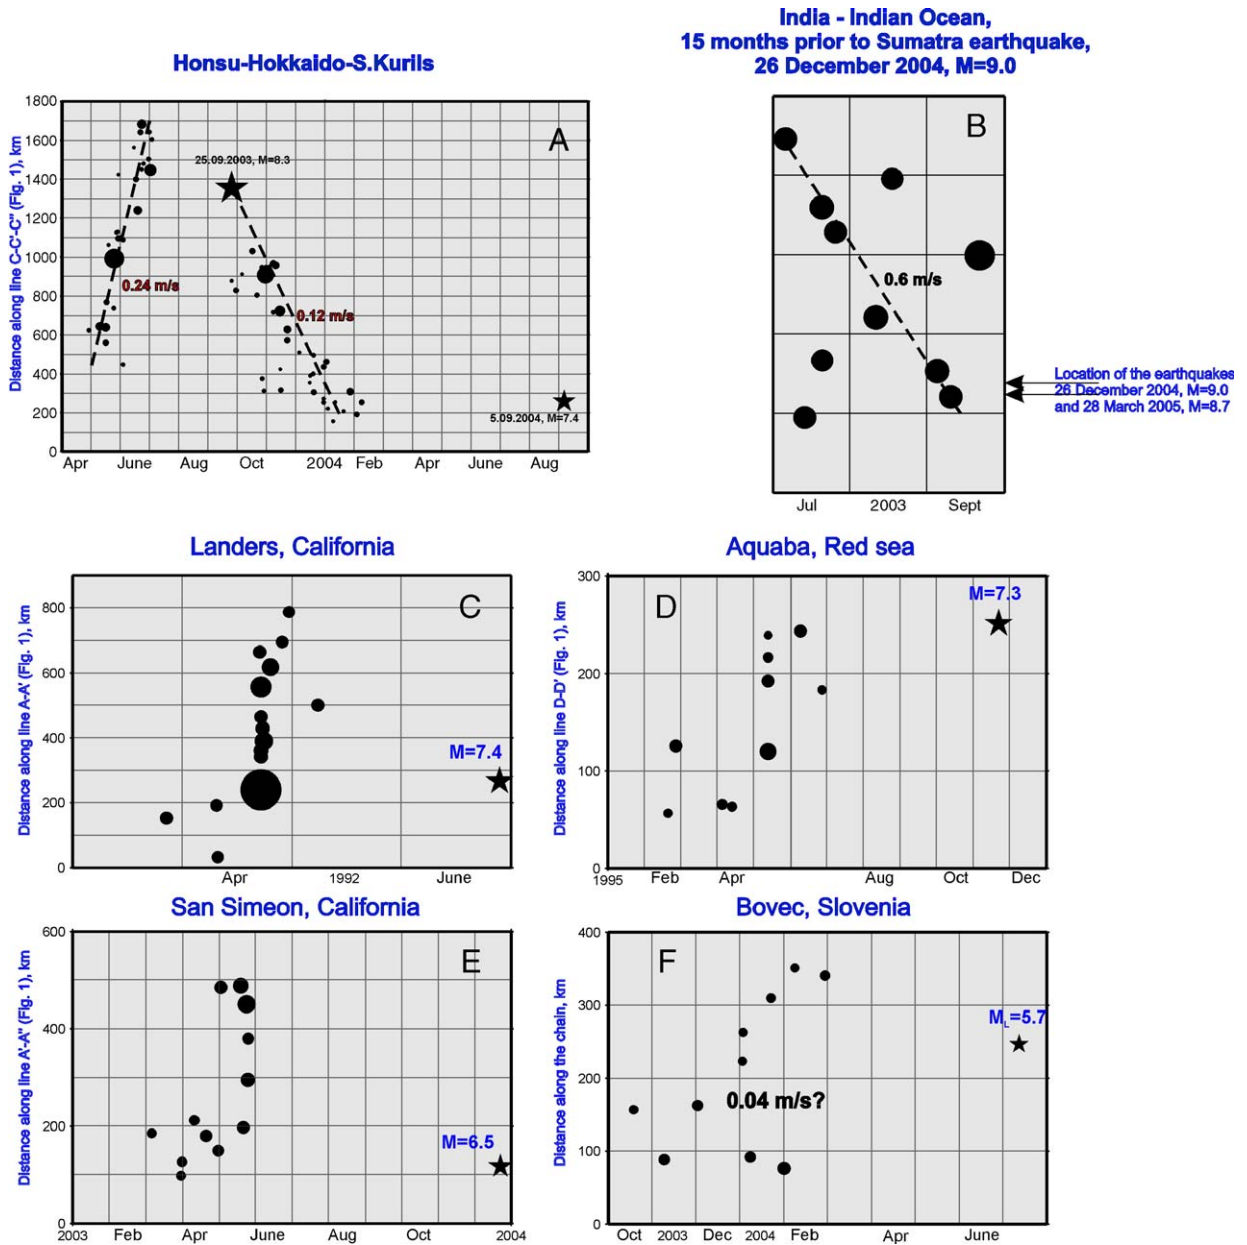 Honsu-Hokkaido-S.Kurils
India - Indian Ocean,
15 months prior to Sumatra earthquake,
26 December 2004, M=9.0
Distance along line C-C'-C'' (Fig. 1), km
1800
1600
1400
1200
1000
800
600
400
200
0
A
25.09.2003, M=8.3
0.24 m/s
0.12 m/s
5.09.2004, M=7.4
Apr June Aug Oct 2004 Feb Apr June Aug
B
0.6 m/s
Location of the earthquakes
26 December 2004, M=9.0
and 28 March 2005, M=8.7
Jul 2003 Sept
Landers, California
Distance along line A-A' (Fig. 1), km
800
600
400
200
0
C
M=7.4
Apr 1992 June
Aquaba, Red sea
Distance along line D-D' (Fig. 1), km
300
200
100
0
D
M=7.3
1995 Feb Apr Aug Oct Dec
San Simeon, California
Distance along line A'-A'' (Fig. 1), km
600
400
200
0
E
M=6.5
2003 Feb Apr June Aug Oct 2004
Bovec, Slovenia
Distance along the chain, km
400
300
200
100
0
F
ML=5.7
0.04 m/s?
Oct 2003 Dec 2004 Feb Apr June